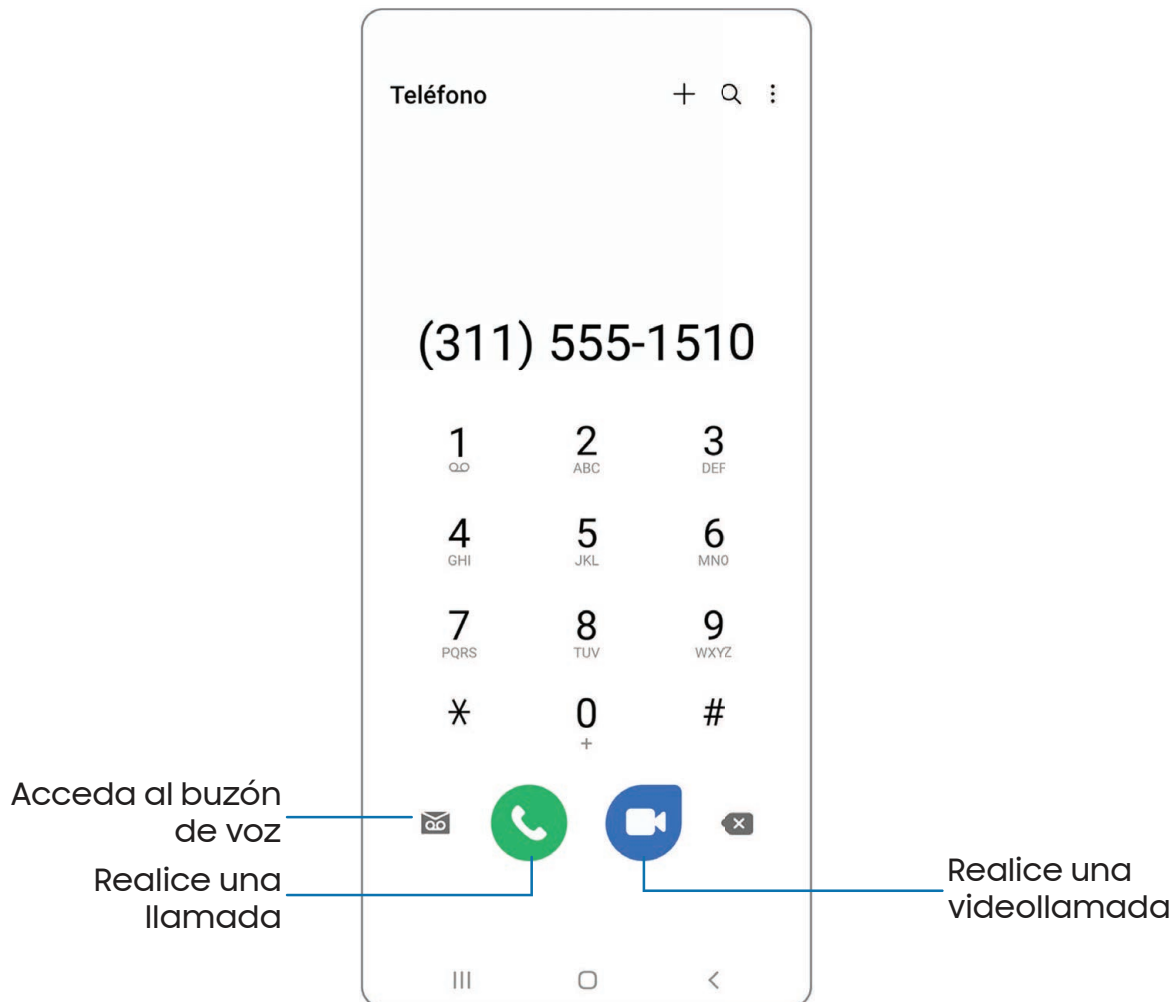 Teléfono
(311) 555-1510
1 2 3
ABC DEF
4 5 6
GHI JKL MNO
7 8 9
PQRS TUV WXYZ
* 0 #
+
Acceda al buzón
de voz
Realice una
llamada
Realice una
videollamada